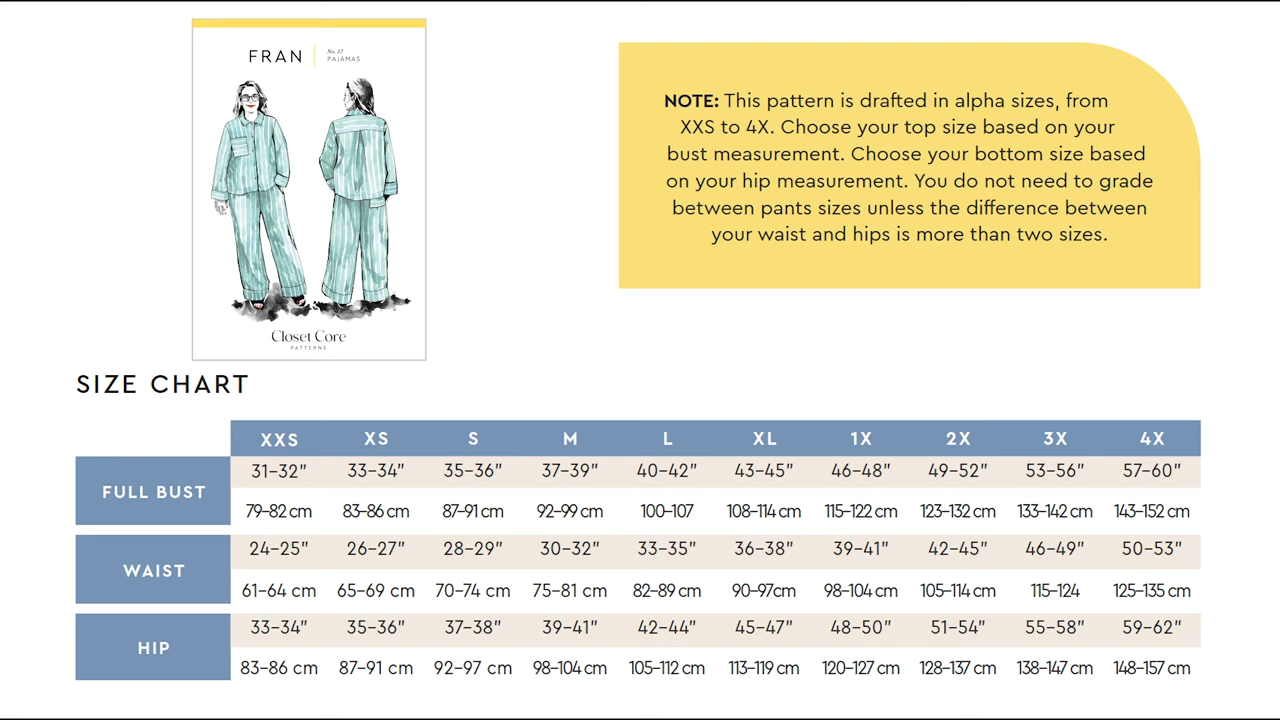 FRAN
No. 27
PAJAMAS
Closet Core
PATTERNS
NOTE: This pattern is drafted in alpha sizes, from
XXS to 4X. Choose your top size based on your
bust measurement. Choose your bottom size based
on your hip measurement. You do not need to grade
between pants sizes unless the difference between
your waist and hips is more than two sizes.
SIZE CHART
XXS XS S M L XL 1X 2X 3X 4X
FULL BUST
31–32" 33–34" 35–36" 37–39" 40–42" 43–45" 46–48" 49–52" 53–56" 57–60"
79–82 cm 83–86 cm 87–91 cm 92–99 cm 100–107 108–114 cm 115–122 cm 123–132 cm 133–142 cm 143–152 cm
WAIST
24–25" 26–27" 28–29" 30–32" 33–35" 36–38" 39–41" 42–45" 46–49" 50–53"
61–64 cm 65–69 cm 70–74 cm 75–81 cm 82–89 cm 90–97cm 98–104 cm 105–114 cm 115–124 125–135 cm
HIP
33–34" 35–36" 37–38" 39–41" 42–44" 45–47" 48–50" 51–54" 55–58" 59–62"
83–86 cm 87–91 cm 92–97 cm 98–104 cm 105–112 cm 113–119 cm 120–127 cm 128–137 cm 138–147 cm 148–157 cm